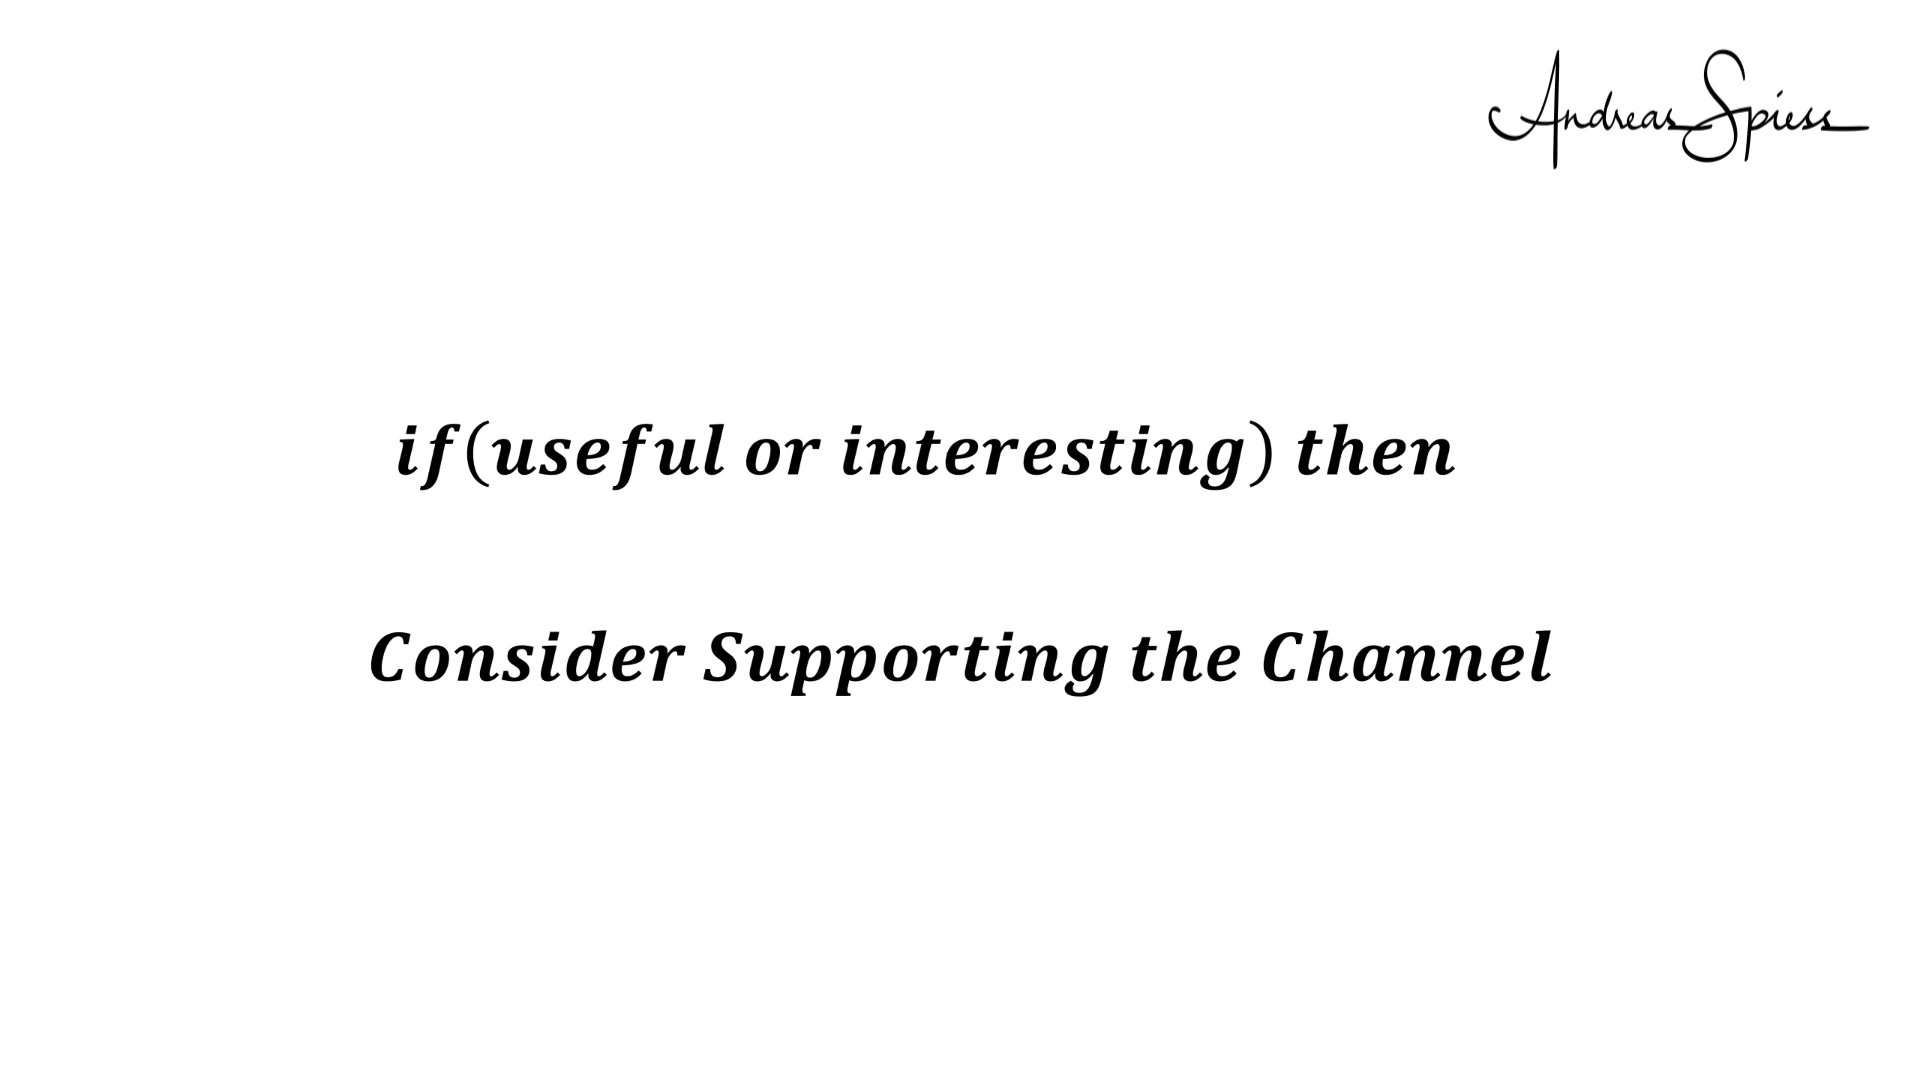 Andreas Spiess
if(useful or interesting) then
Consider Supporting the Channel